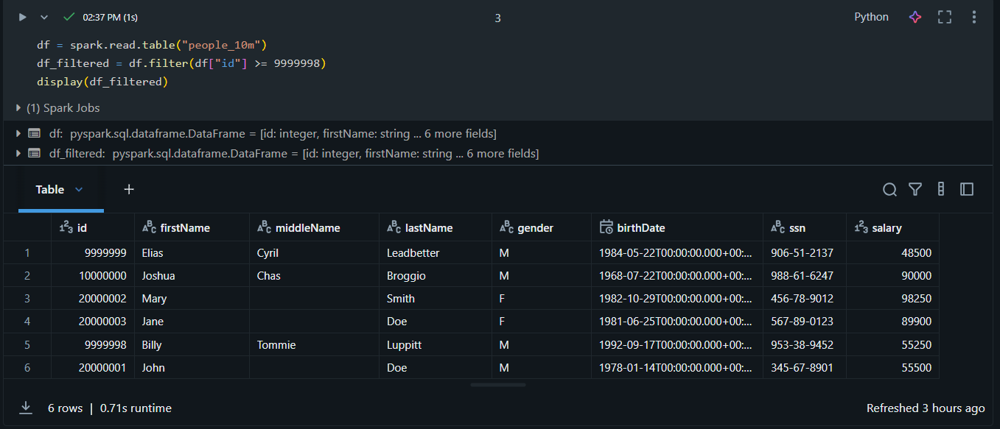 02:37 PM (1s) 3 Python
df = spark.read.table("people_10m")
df_filtered = df.filter(df["id"] >= 9999998)
display(df_filtered)
(1) Spark Jobs
df: pyspark.sql.dataframe.DataFrame = [id: integer, firstName: string ... 6 more fields]
df_filtered: pyspark.sql.dataframe.DataFrame = [id: integer, firstName: string ... 6 more fields]
Table +
123 id ABC firstName ABC middleName ABC lastName ABC gender birthDate ABC ssn 123 salary
1 9999999 Elias Cyril Leadbetter M 1984-05-22T00:00:00.000+00:... 906-51-2137 48500
2 10000000 Joshua Chas Broggio M 1968-07-22T00:00:00.000+00:... 988-61-6247 90000
3 20000002 Mary Smith F 1982-10-29T00:00:00.000+00:... 456-78-9012 98250
4 20000003 Jane Doe F 1981-06-25T00:00:00.000+00:... 567-89-0123 89900
5 9999998 Billy Tommie Luppitt M 1992-09-17T00:00:00.000+00:... 953-38-9452 55250
6 20000001 John Doe M 1978-01-14T00:00:00.000+00:... 345-67-8901 55500
6 rows | 0.71s runtime Refreshed 3 hours ago